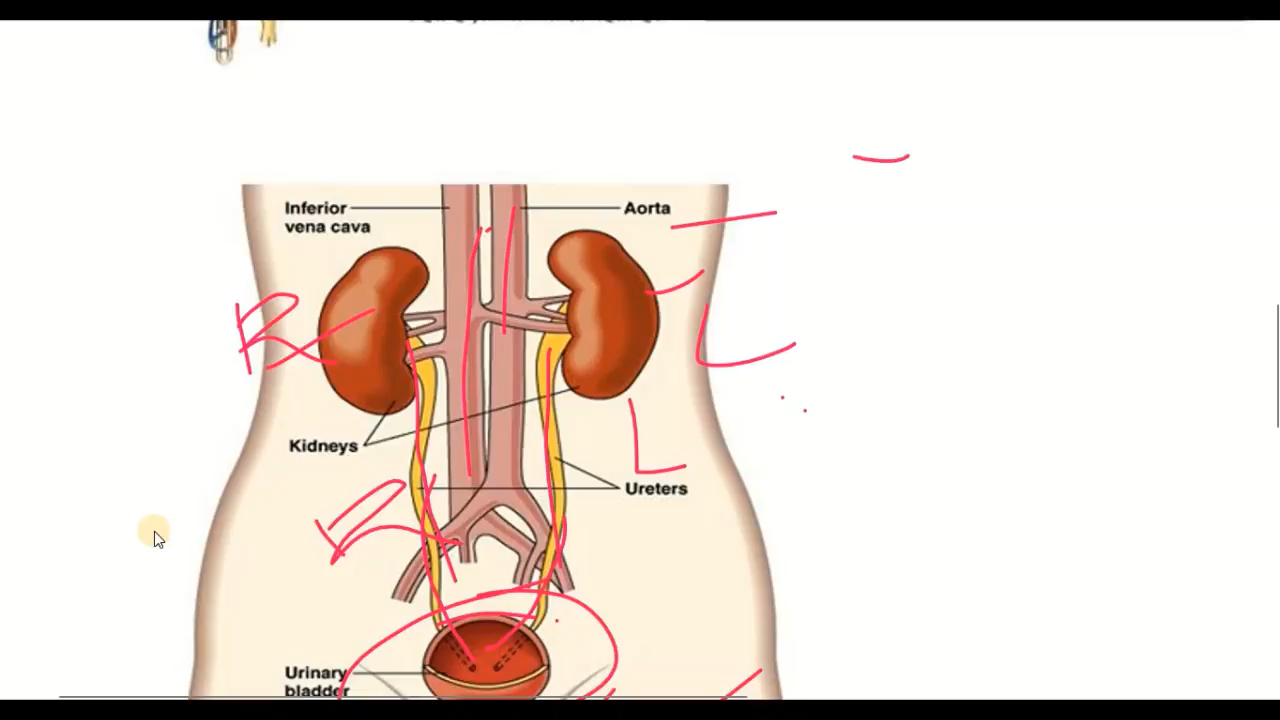 Inferior
vena cava
Aorta
R
L
Kidneys
L
Ureters
R
Urinary
bladder